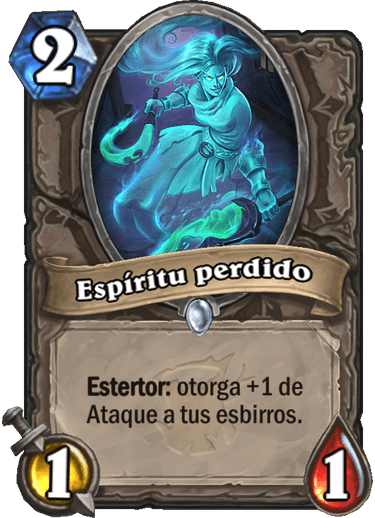 2
Espíritu perdido
Estertor: otorga +1 de
Ataque a tus esbirros.
1
1